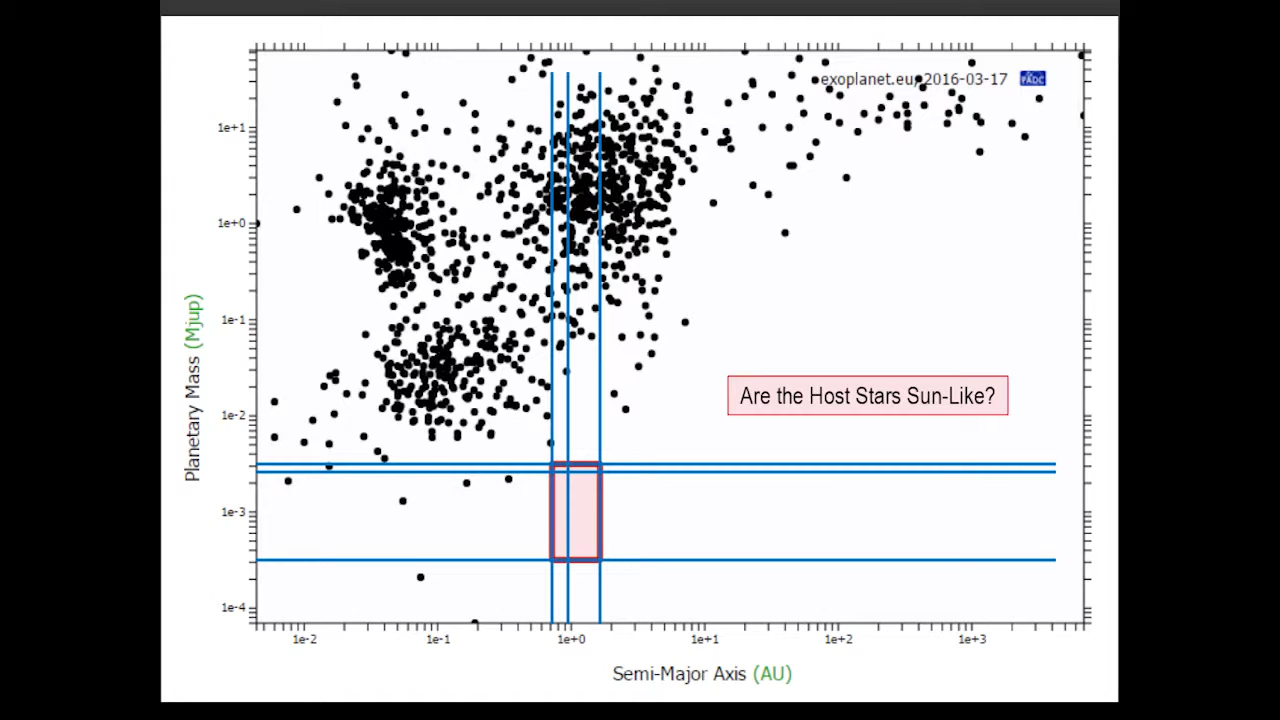 exoplanet.eu, 2016-03-17
PADC
1e+1
1e+0
1e-1
1e-2
1e-3
1e-4
Planetary Mass (Mjup)
Are the Host Stars Sun-Like?
1e-2 1e-1 1e+0 1e+1 1e+2 1e+3
Semi-Major Axis (AU)